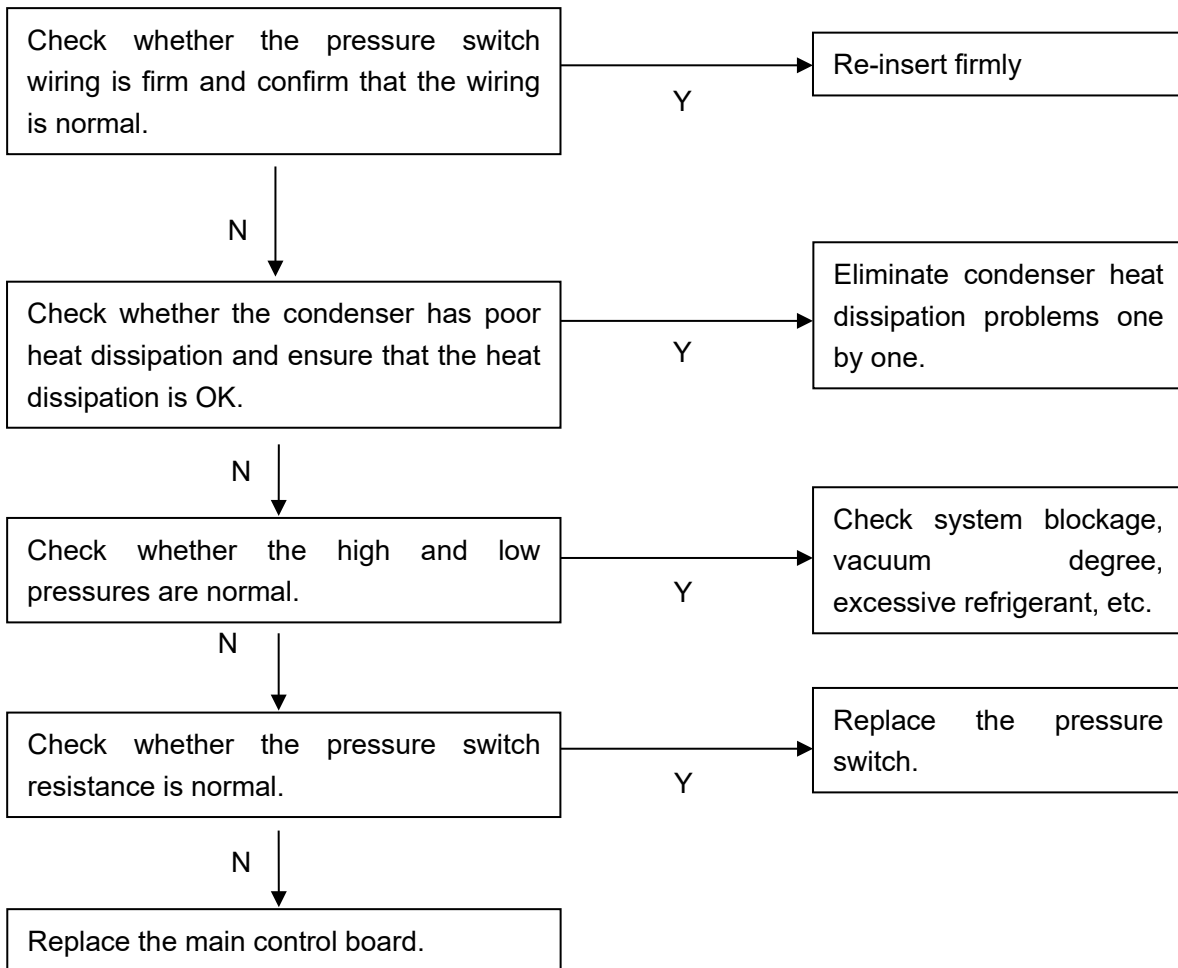 Check whether the pressure switch
wiring is firm and confirm that the wiring
is normal.
Re-insert firmly
Y
N
Check whether the condenser has poor
heat dissipation and ensure that the heat
dissipation is OK.
Eliminate condenser heat
dissipation problems one
by one.
Y
N
Check whether the high and low
pressures are normal.
Check system blockage,
vacuum degree,
excessive refrigerant, etc.
Y
N
Check whether the pressure switch
resistance is normal.
Replace the pressure
switch.
Y
N
Replace the main control board.